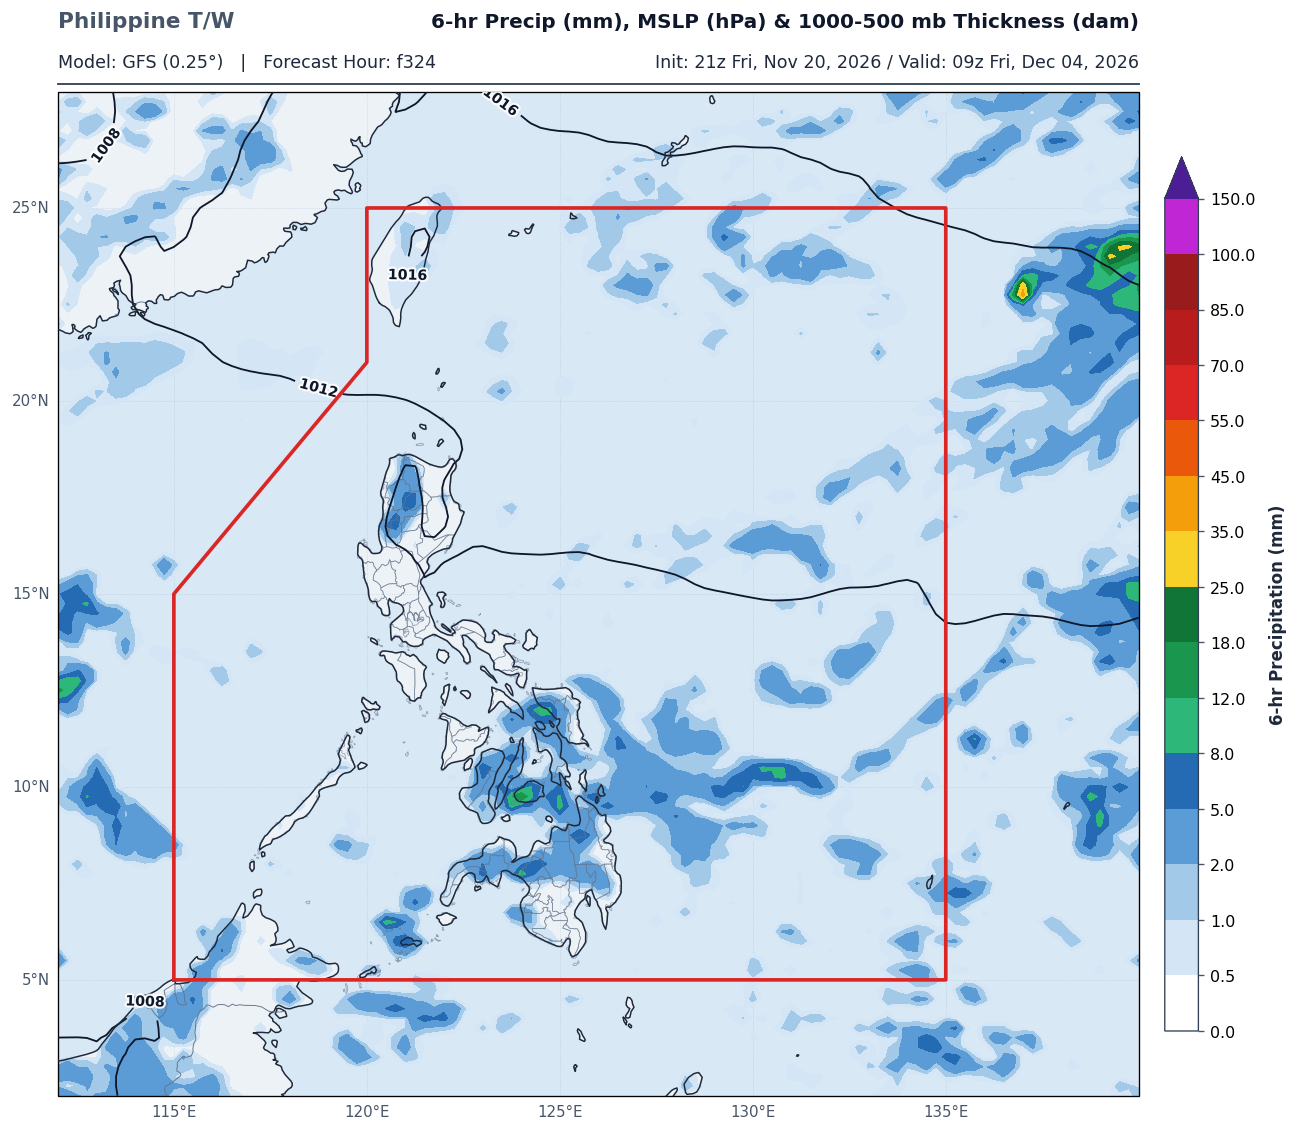 Philippine T/W
6-hr Precip (mm), MSLP (hPa) & 1000-500 mb Thickness (dam)
Model: GFS (0.25°) | Forecast Hour: f324
Init: 21z Fri, Nov 20, 2026 / Valid: 09z Fri, Dec 04, 2026
1016
1008
25°N
1016
20°N
1012
15°N
10°N
5°N
1008
115°E
120°E
125°E
130°E
135°E
150.0
100.0
85.0
70.0
55.0
45.0
35.0
25.0
18.0
12.0
8.0
5.0
2.0
1.0
0.5
0.0
6-hr Precipitation (mm)